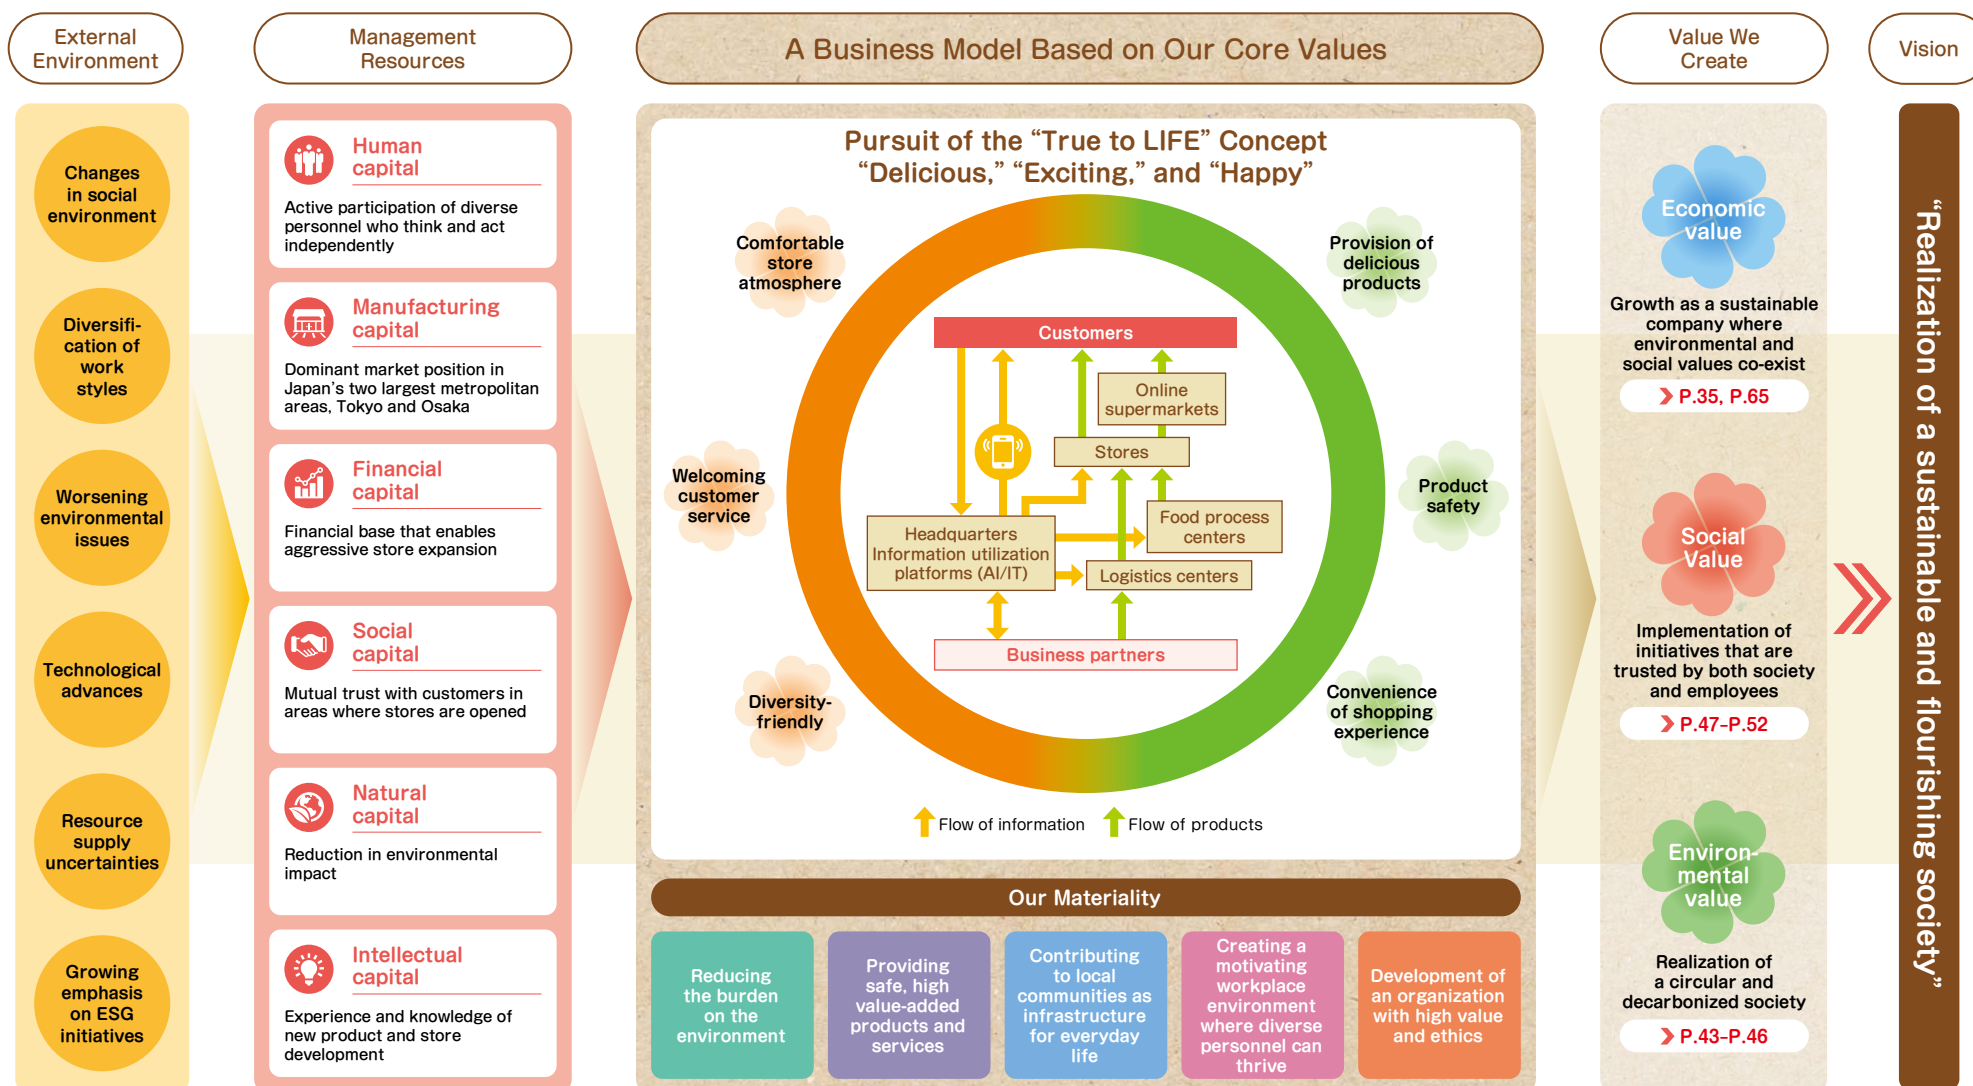 External
Environment
Changes
in social
environment
Diversifi-
cation of
work
styles
Worsening
environmental
issues
Technological
advances
Resource
supply
uncertainties
Growing
emphasis
on ESG
initiatives
Management
Resources
Human
capital
Active participation of diverse
personnel who think and act
independently
Manufacturing
capital
Dominant market position in
Japan's two largest metropolitan
areas, Tokyo and Osaka
Financial
capital
Financial base that enables
aggressive store expansion
Social
capital
Mutual trust with customers in
areas where stores are opened
Natural
capital
Reduction in environmental
impact
Intellectual
capital
Experience and knowledge of
new product and store
development
A Business Model Based on Our Core Values
Pursuit of the “True to LIFE” Concept
“Delicious,” “Exciting,” and “Happy”
Comfortable
store
atmosphere
Welcoming
customer
service
Diversity-
friendly
Provision of
delicious
products
Product
safety
Convenience
of shopping
experience
Customers
Online
supermarkets
Stores
Food process
centers
Headquarters
Information utilization
platforms (AI/IT)
Logistics centers
Business partners
Flow of information
Flow of products
Our Materiality
Reducing
the burden
on the
environment
Providing
safe, high
value-added
products and
services
Contributing
to local
communities as
infrastructure
for everyday
life
Creating a
motivating
workplace
environment
where diverse
personnel can
thrive
Development of
an organization
with high value
and ethics
Value We
Create
Economic
value
Growth as a sustainable
company where
environmental and
social values co-exist
P.35, P.65
Social
Value
Implementation of
initiatives that are
trusted by both society
and employees
P.47–P.52
Environ-
mental
value
Realization of
a circular and
decarbonized society
P.43–P.46
Vision
“Realization of a sustainable and flourishing society”